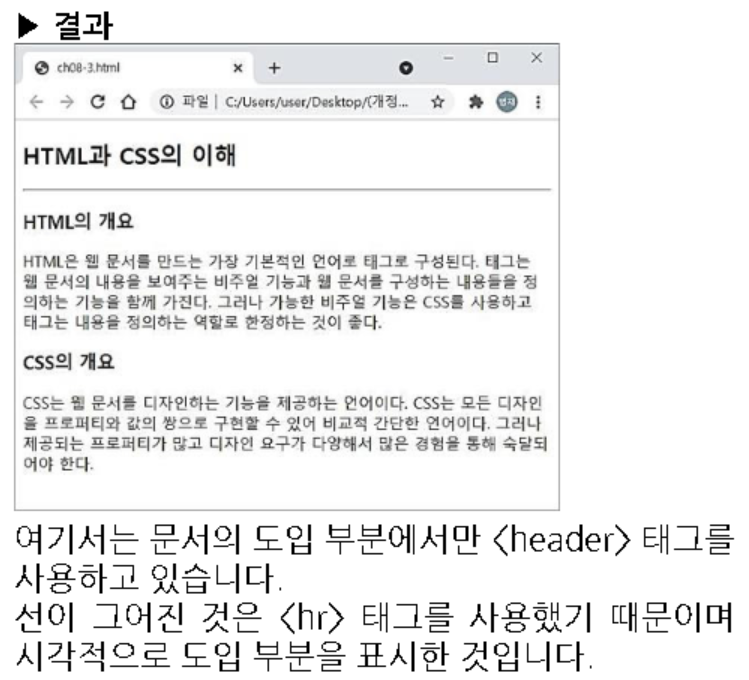 ▶ 결과
ch08-3.html
파일 | C:/Users/user/Desktop/(개정...
HTML과 CSS의 이해
HTML의 개요
HTML은 웹 문서를 만드는 가장 기본적인 언어로 태그로 구성된다. 태그는
웹 문서의 내용을 보여주는 비주얼 기능과 웹 문서를 구성하는 내용들을 정
의하는 기능을 함께 가진다. 그러나 가능한 비주얼 기능은 CSS를 사용하고
태그는 내용을 정의하는 역할로 한정하는 것이 좋다.
CSS의 개요
CSS는 웹 문서를 디자인하는 기능을 제공하는 언어이다. CSS는 모든 디자인
을 프로퍼티와 값의 쌍으로 구현할 수 있어 비교적 간단한 언어이다. 그러나
제공되는 프로퍼티가 많고 디자인 요구가 다양해서 많은 경험을 통해 숙달되
어야 한다.
여기서는 문서의 도입 부분에서만 〈header〉 태그를
사용하고 있습니다.
선이 그어진 것은 〈hr〉 태그를 사용했기 때문이며
시각적으로 도입 부분을 표시한 것입니다.